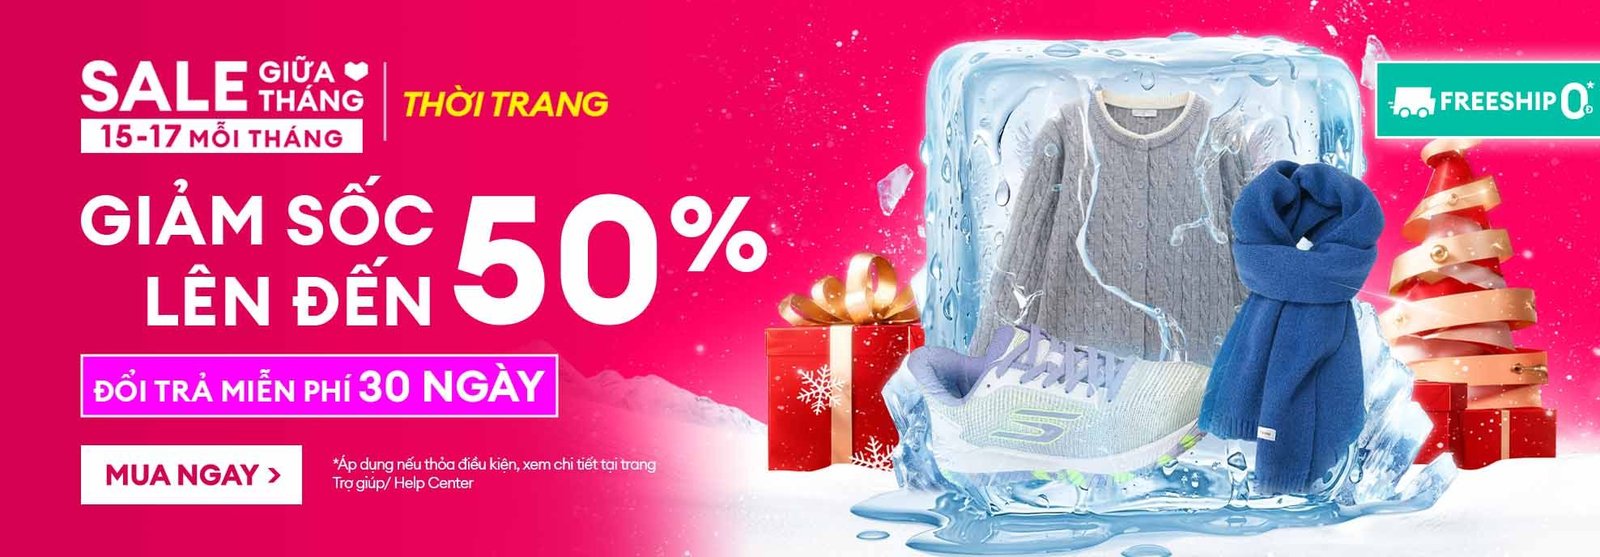 SALE GIỮA THÁNG
15-17 MỖI THÁNG
THỜI TRANG
GIẢM SỐC
LÊN ĐẾN 50%
ĐỔI TRẢ MIỄN PHÍ 30 NGÀY
MUA NGAY >
*Áp dụng nếu thỏa điều kiện, xem chi tiết tại trang
Trợ giúp/ Help Center
FREESHIP 0Đ*